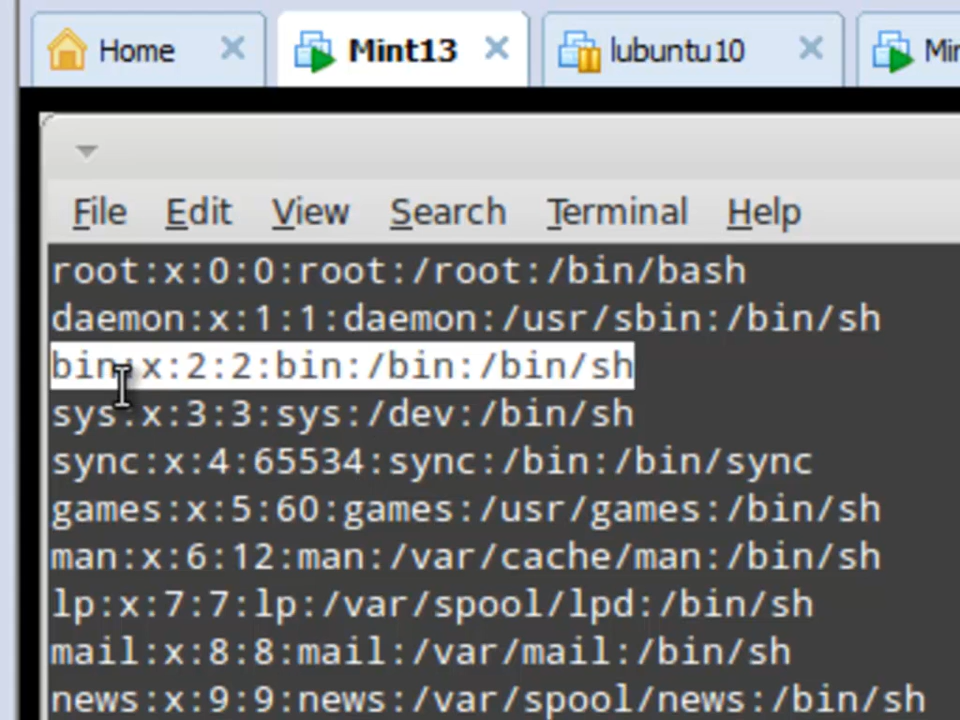 Home Mint13 lubuntu10
File Edit View Search Terminal Help
root:x:0:0:root:/root:/bin/bash
daemon:x:1:1:daemon:/usr/sbin:/bin/sh
bin:x:2:2:bin:/bin:/bin/sh
sys:x:3:3:sys:/dev:/bin/sh
sync:x:4:65534:sync:/bin:/bin/sync
games:x:5:60:games:/usr/games:/bin/sh
man:x:6:12:man:/var/cache/man:/bin/sh
lp:x:7:7:lp:/var/spool/lpd:/bin/sh
mail:x:8:8:mail:/var/mail:/bin/sh
news:x:9:9:news:/var/spool/news:/bin/sh